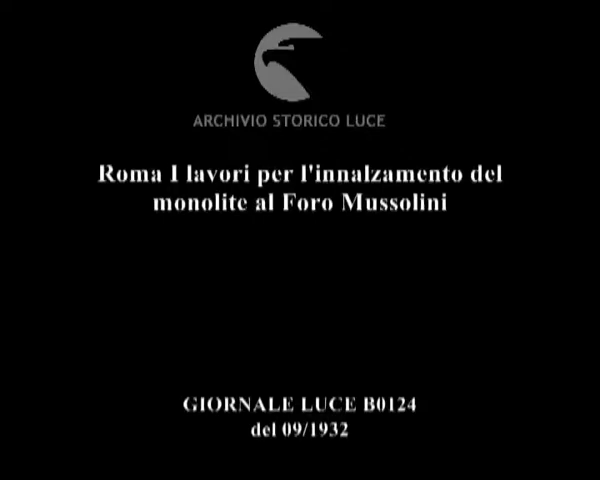 ARCHIVIO STORICO LUCE
Roma I lavori per l'innalzamento del
monolite al Foro Mussolini
GIORNALE LUCE B0124
del 09/1932